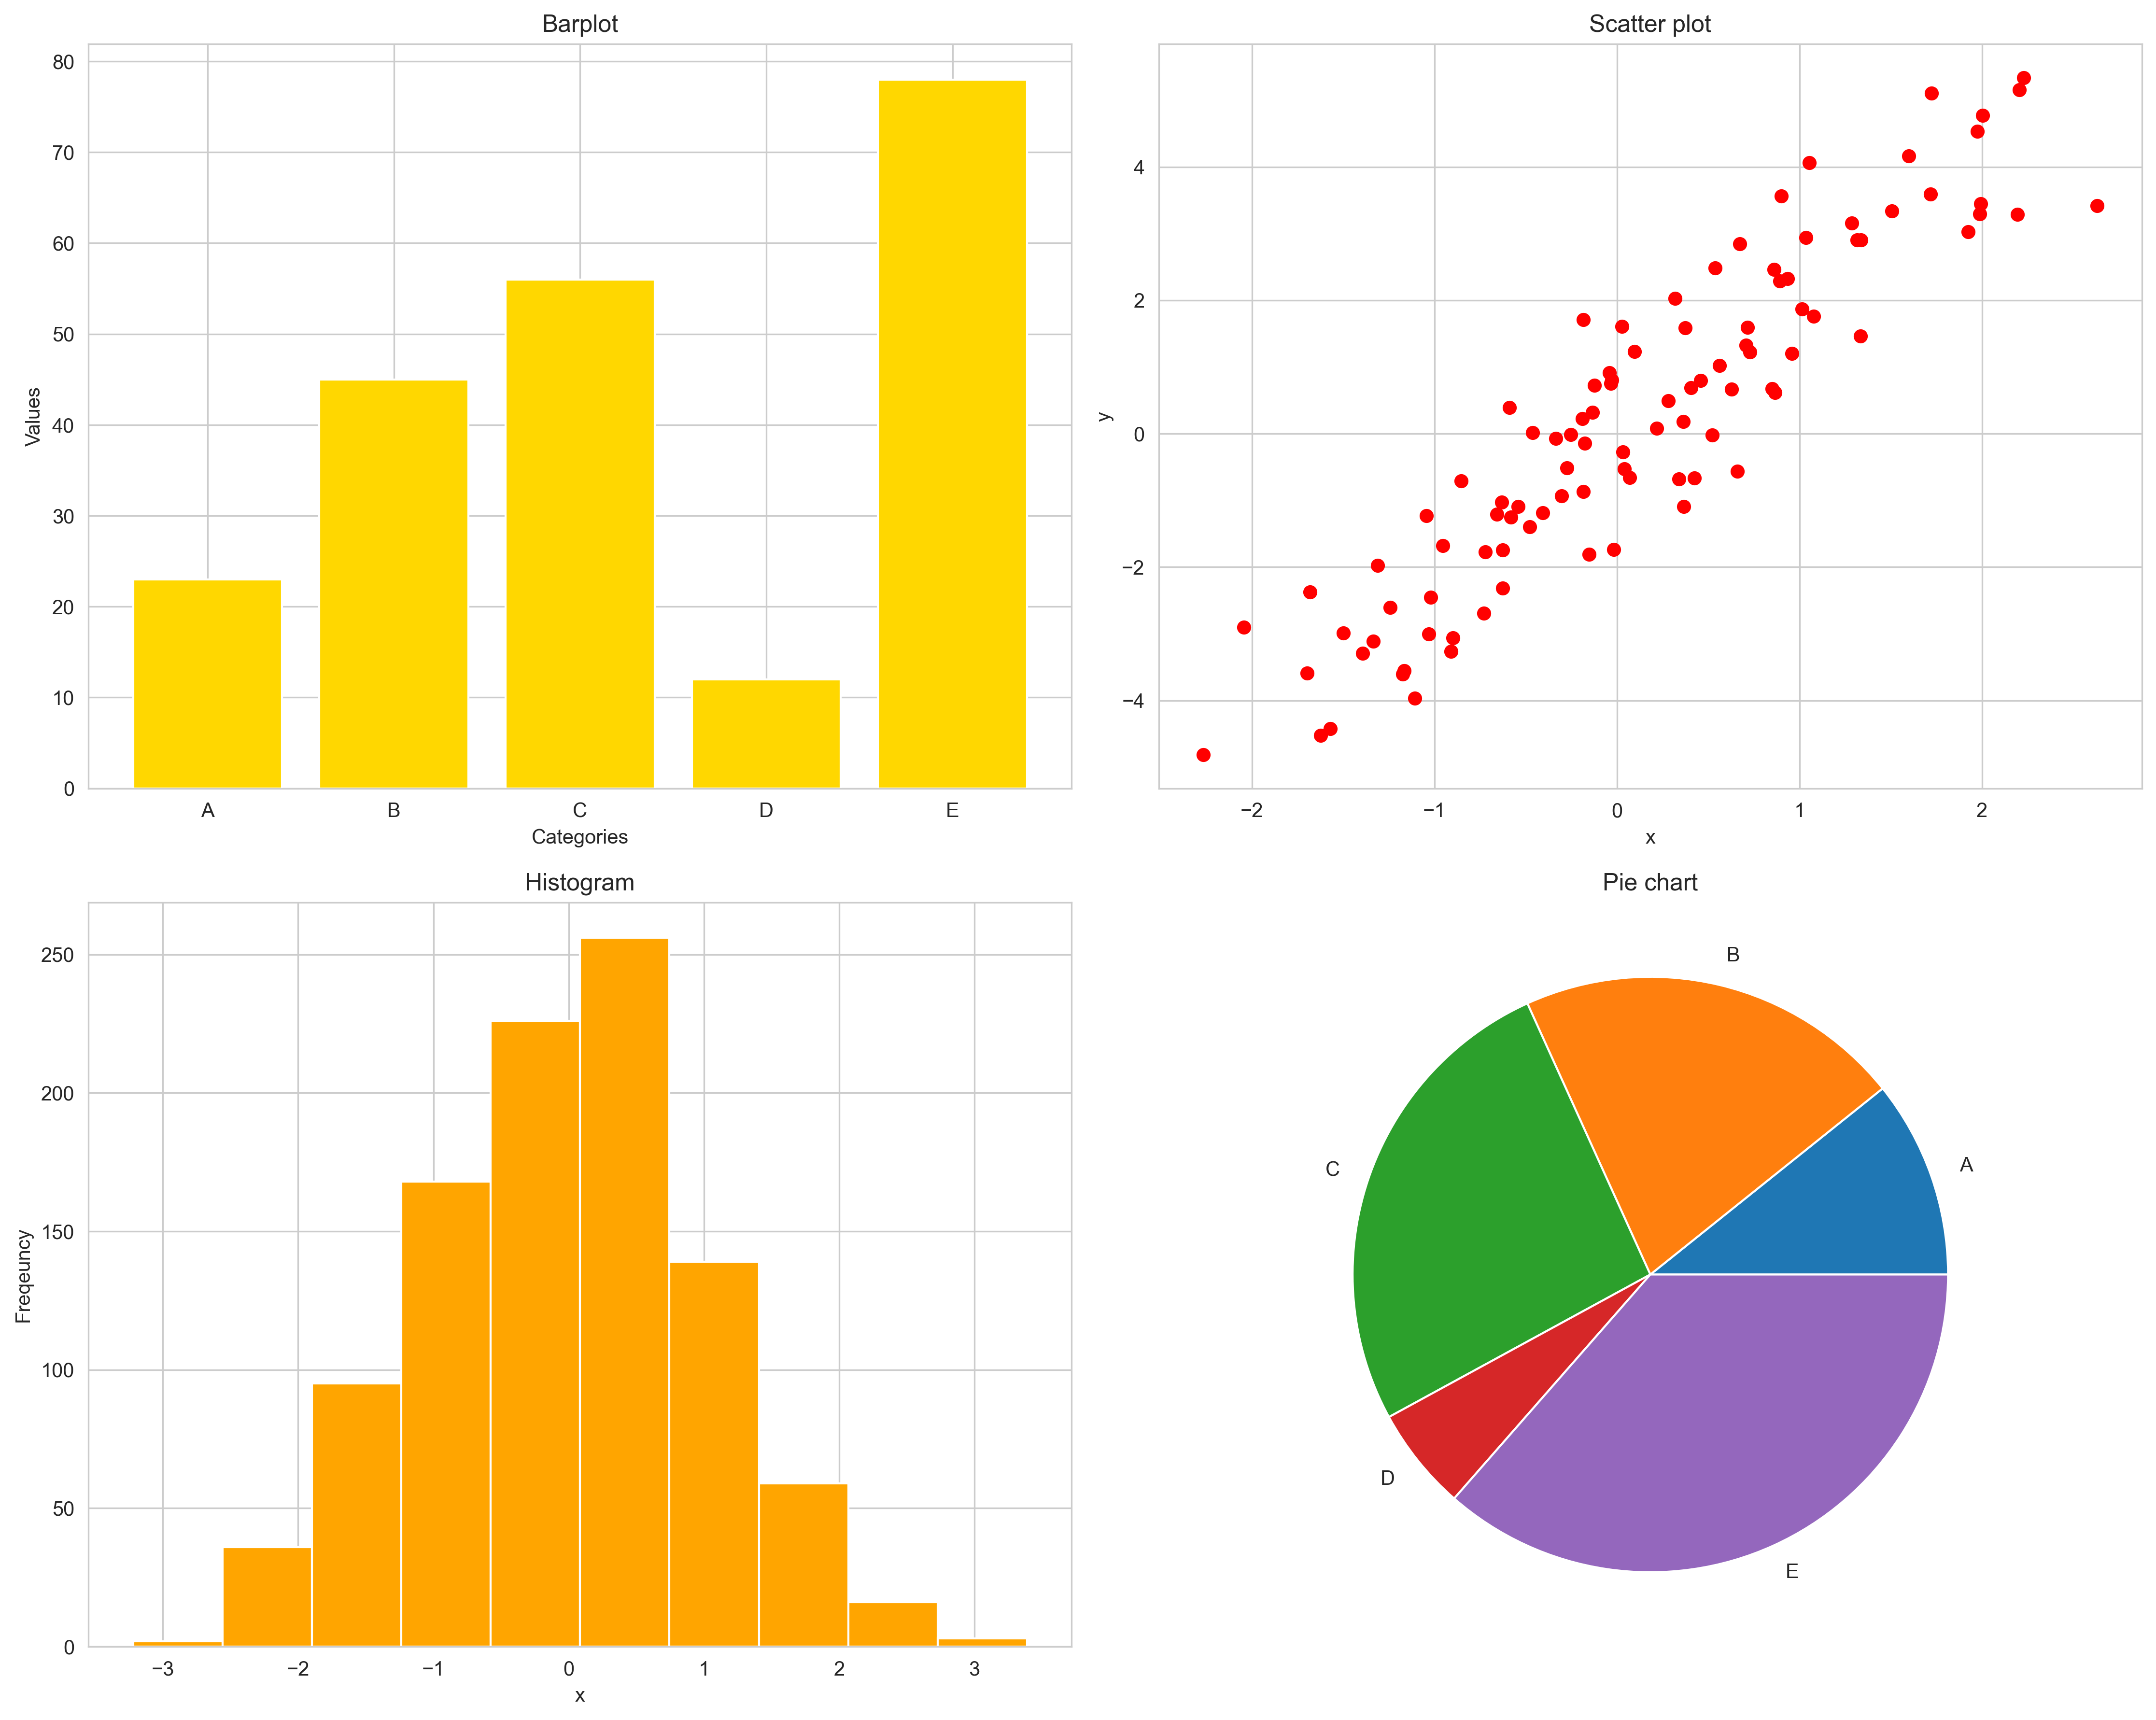 Barplot
80
70
60
50
40
30
20
10
0
Values
A B C D E
Categories
Scatter plot
4
2
0
−2
−4
y
−2 −1 0 1 2
x
Histogram
250
200
150
100
50
0
Freqeuncy
−3 −2 −1 0 1 2 3
x
Pie chart
B
A
C
D
E